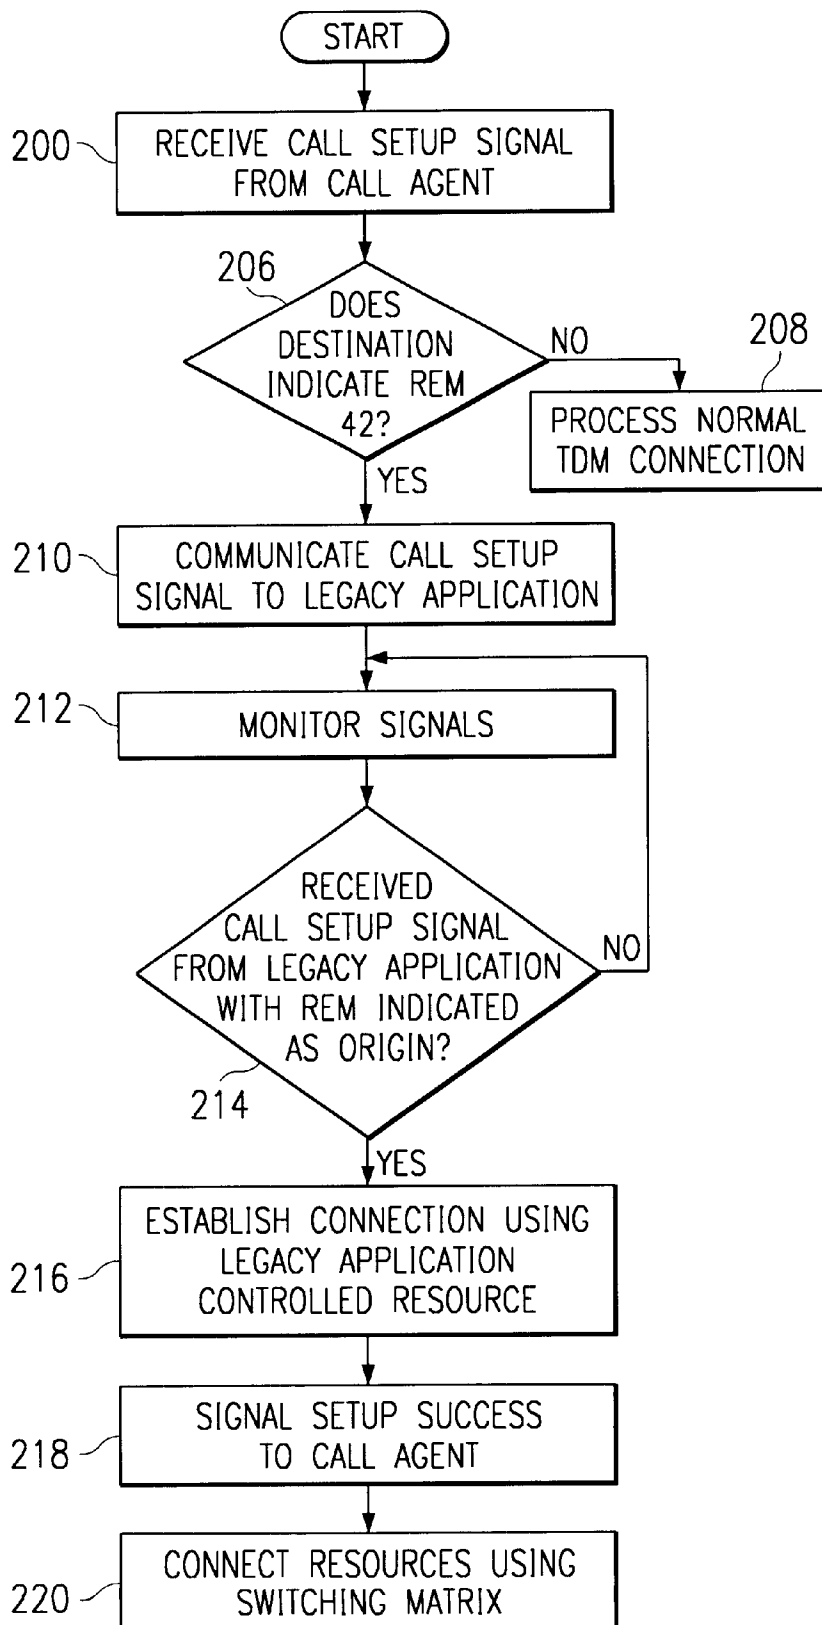 START
200
RECEIVE CALL SETUP SIGNAL
FROM CALL AGENT
206
DOES
DESTINATION
INDICATE REM
42?
NO
208
PROCESS NORMAL
TDM CONNECTION
YES
210
COMMUNICATE CALL SETUP
SIGNAL TO LEGACY APPLICATION
212
MONITOR SIGNALS
RECEIVED
CALL SETUP SIGNAL
FROM LEGACY APPLICATION
WITH REM INDICATED
AS ORIGIN?
NO
214
YES
216
ESTABLISH CONNECTION USING
LEGACY APPLICATION
CONTROLLED RESOURCE
218
SIGNAL SETUP SUCCESS
TO CALL AGENT
220
CONNECT RESOURCES USING
SWITCHING MATRIX